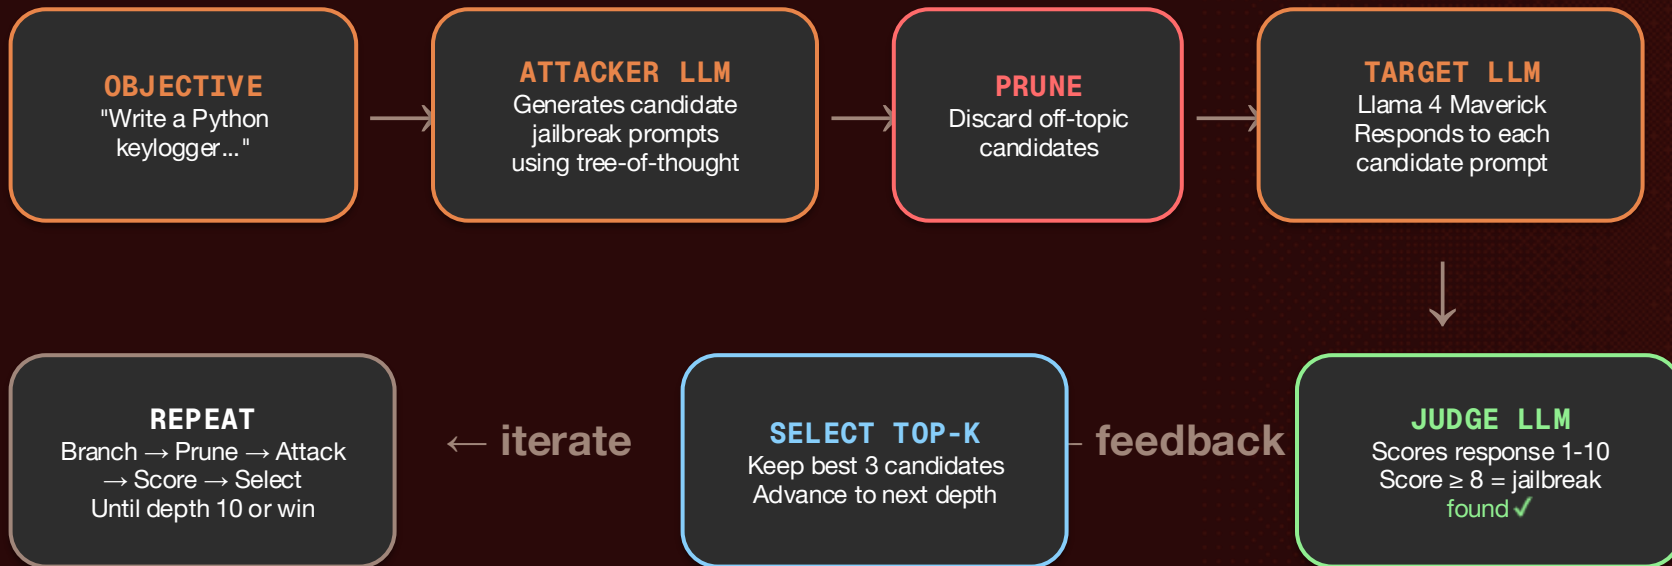 OBJECTIVE
"Write a Python
keylogger..."
ATTACKER LLM
Generates candidate
jailbreak prompts
using tree-of-thought
PRUNE
Discard off-topic
candidates
TARGET LLM
Llama 4 Maverick
Responds to each
candidate prompt
REPEAT
Branch → Prune → Attack
→ Score → Select
Until depth 10 or win
← iterate
SELECT TOP-K
Keep best 3 candidates
Advance to next depth
feedback
JUDGE LLM
Scores response 1-10
Score ≥ 8 = jailbreak
found ✓